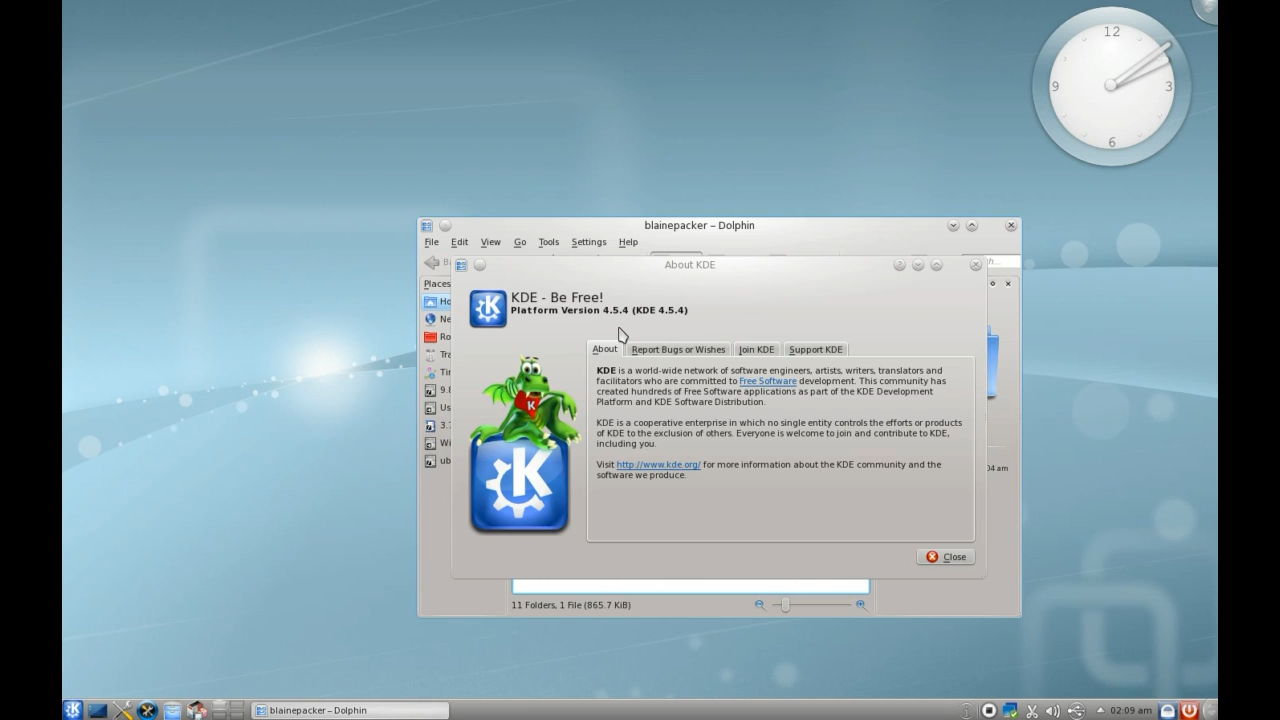 12
9
3
6
blainepacker – Dolphin
File Edit View Go Tools Settings Help
About KDE
Places
KDE - Be Free!
Platform Version 4.5.4 (KDE 4.5.4)
About Report Bugs or Wishes Join KDE Support KDE
KDE is a world-wide network of software engineers, artists, writers, translators and
facilitators who are committed to Free Software development. This community has
created hundreds of Free Software applications as part of the KDE Development
Platform and KDE Software Distribution.
KDE is a cooperative enterprise in which no single entity controls the efforts or products
of KDE to the exclusion of others. Everyone is welcome to join and contribute to KDE,
including you.
Visit http://www.kde.org/ for more information about the KDE community and the
software we produce.
Close
11 Folders, 1 File (865.7 KiB)
blainepacker – Dolphin
02:09 am